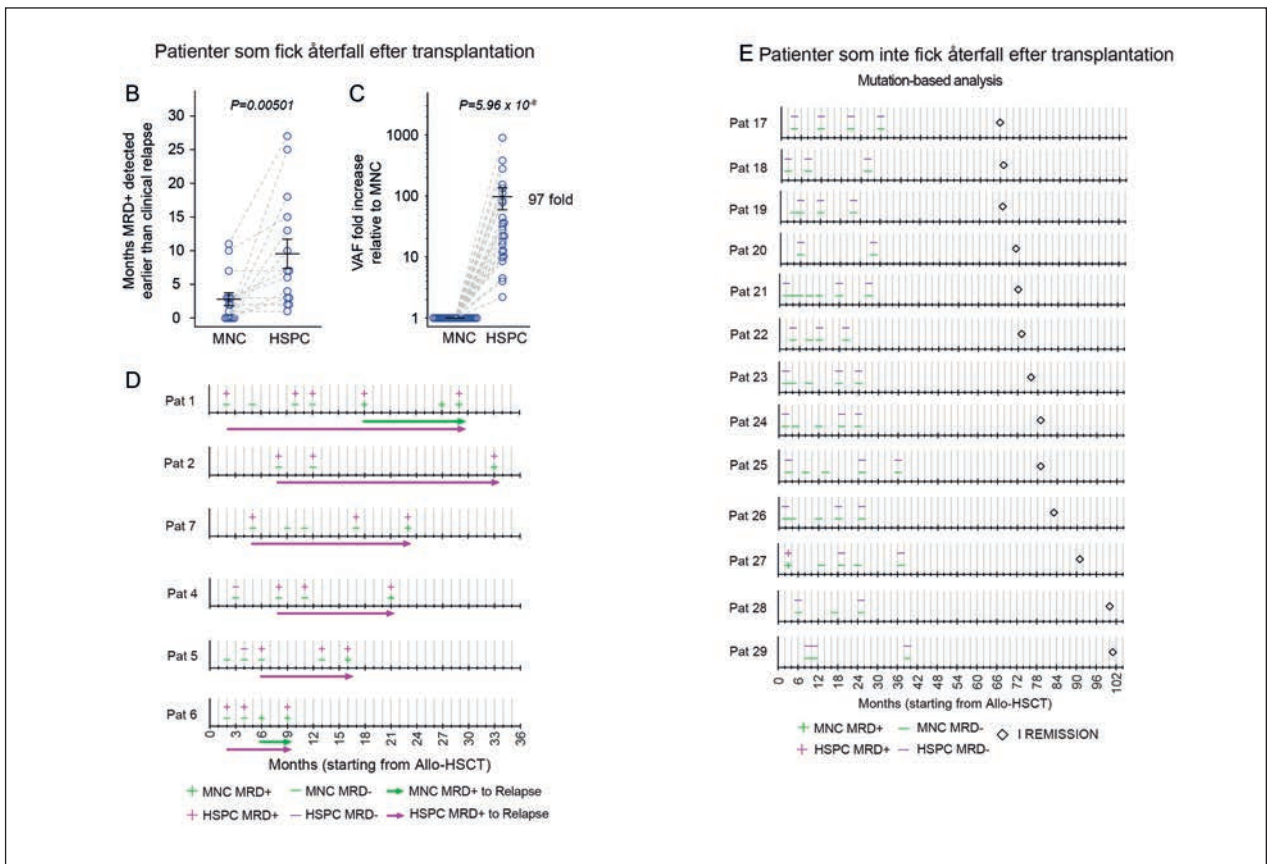 Patienter som fick återfall efter transplantation
B
P=0.00501
Months MRD+ detected
earlier than clinical relapse
30
25
20
15
10
5
0
MNC HSPC
C
P=5.96 x 10⁻⁸
VAF fold increase
relative to MNC
1000
100
10
1
97 fold
MNC HSPC
D
Pat 1
Pat 2
Pat 7
Pat 4
Pat 5
Pat 6
0 3 6 9 12 15 18 21 24 27 30 33 36
Months (starting from Allo-HSCT)
MNC MRD+ MNC MRD- MNC MRD+ to Relapse
HSPC MRD+ HSPC MRD- HSPC MRD+ to Relapse
E Patienter som inte fick återfall efter transplantation
Mutation-based analysis
Pat 17
Pat 18
Pat 19
Pat 20
Pat 21
Pat 22
Pat 23
Pat 24
Pat 25
Pat 26
Pat 27
Pat 28
Pat 29
0 6 12 18 24 30 36 42 48 54 60 66 72 78 84 90 96 102
Months (starting from Allo-HSCT)
MNC MRD+ MNC MRD- I REMISSION
HSPC MRD+ HSPC MRD-